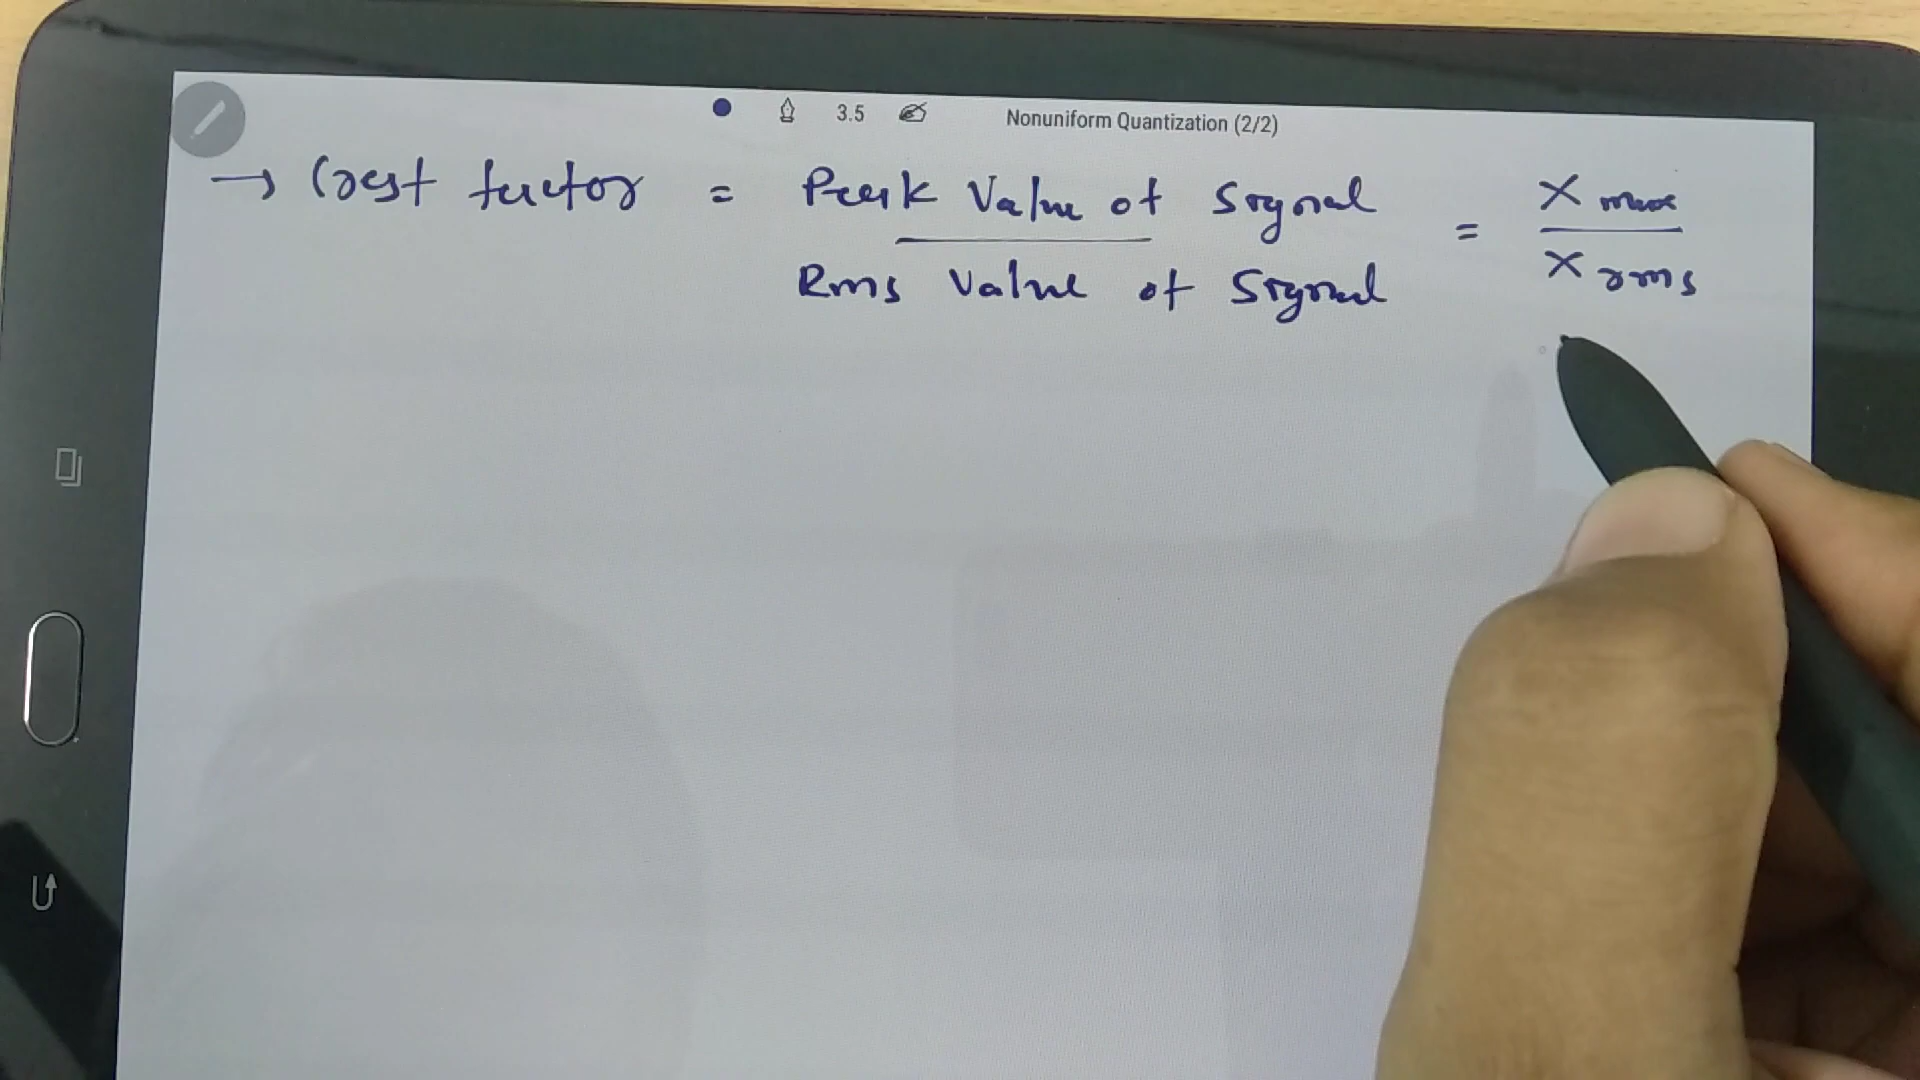 3.5 Nonuniform Quantization (2/2)
→ Crest factor = Peak Value of Signal / Rms Value of Signal = X max / X rms